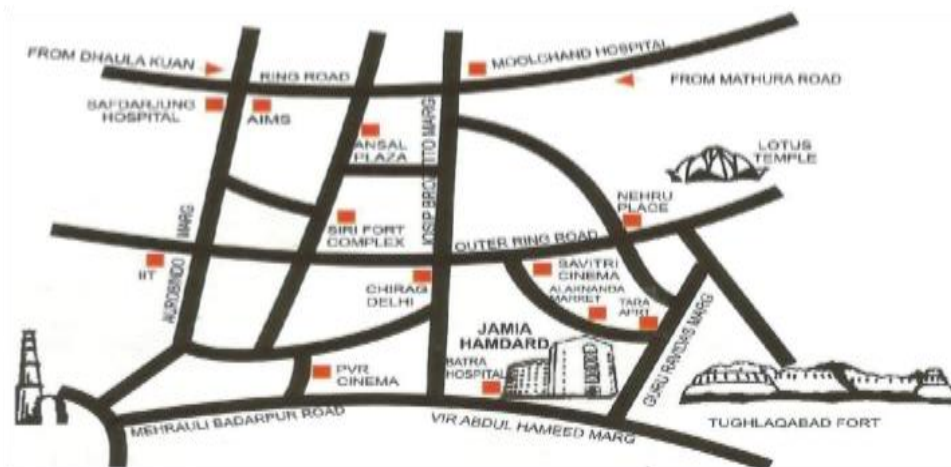 FROM DHAULA KUAN
RING ROAD
MOOLCHAND HOSPITAL
FROM MATHURA ROAD
SAFDARJUNG
HOSPITAL
AIMS
ANSAL
PLAZA
JOSIP BROZ TITO MARG
LOTUS
TEMPLE
NEHRU
PLACE
SIRI FORT
COMPLEX
OUTER RING ROAD
AUROBINDO MARG
IIT
CHIRAG
DELHI
SAVITRI
CINEMA
ALAKNANDA
MARKET
TARA
APRT
JAMIA
HAMDARD
GURU RAVIDAS MARG
PVR
CINEMA
BATRA
HOSPITAL
MEHRAULI BADARPUR ROAD
VIR ABDUL HAMEED MARG
TUGHLAQABAD FORT